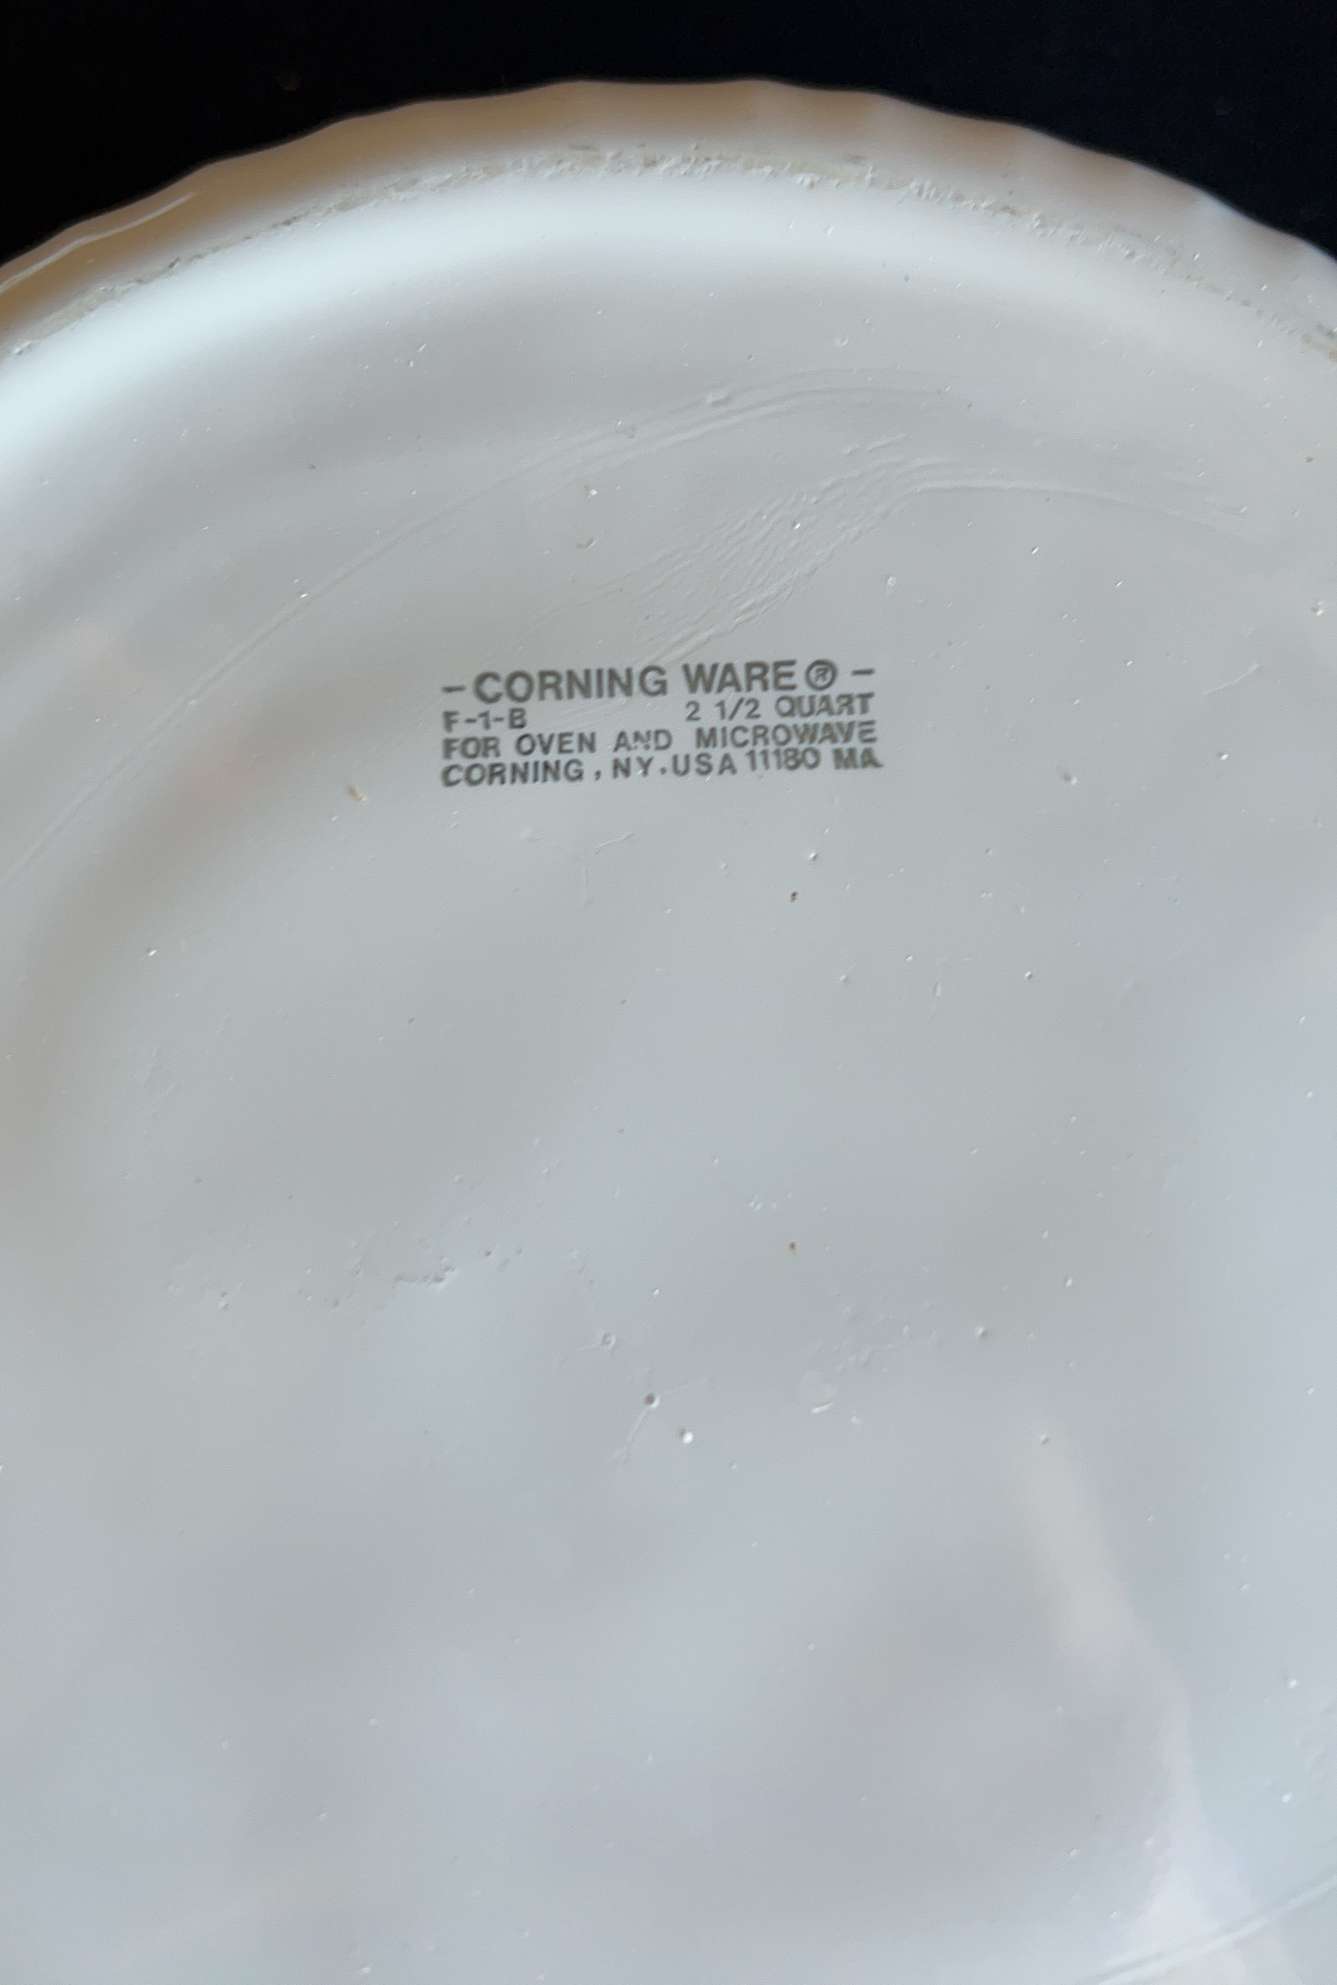 -CORNING WARE® -
F-1-B 2 1/2 QUART
FOR OVEN AND MICROWAVE
CORNING, NY.USA 11180 MA